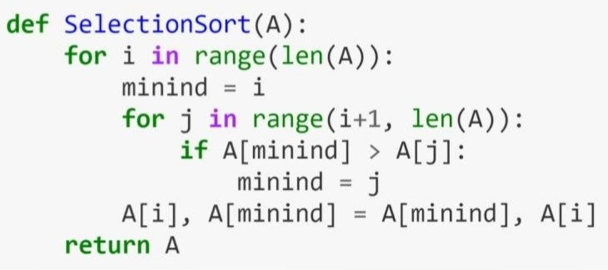 def SelectionSort(A):
    for i in range(len(A)):
        minind = i
        for j in range(i+1, len(A)):
            if A[minind] > A[j]:
                minind = j
        A[i], A[minind] = A[minind], A[i]
    return A